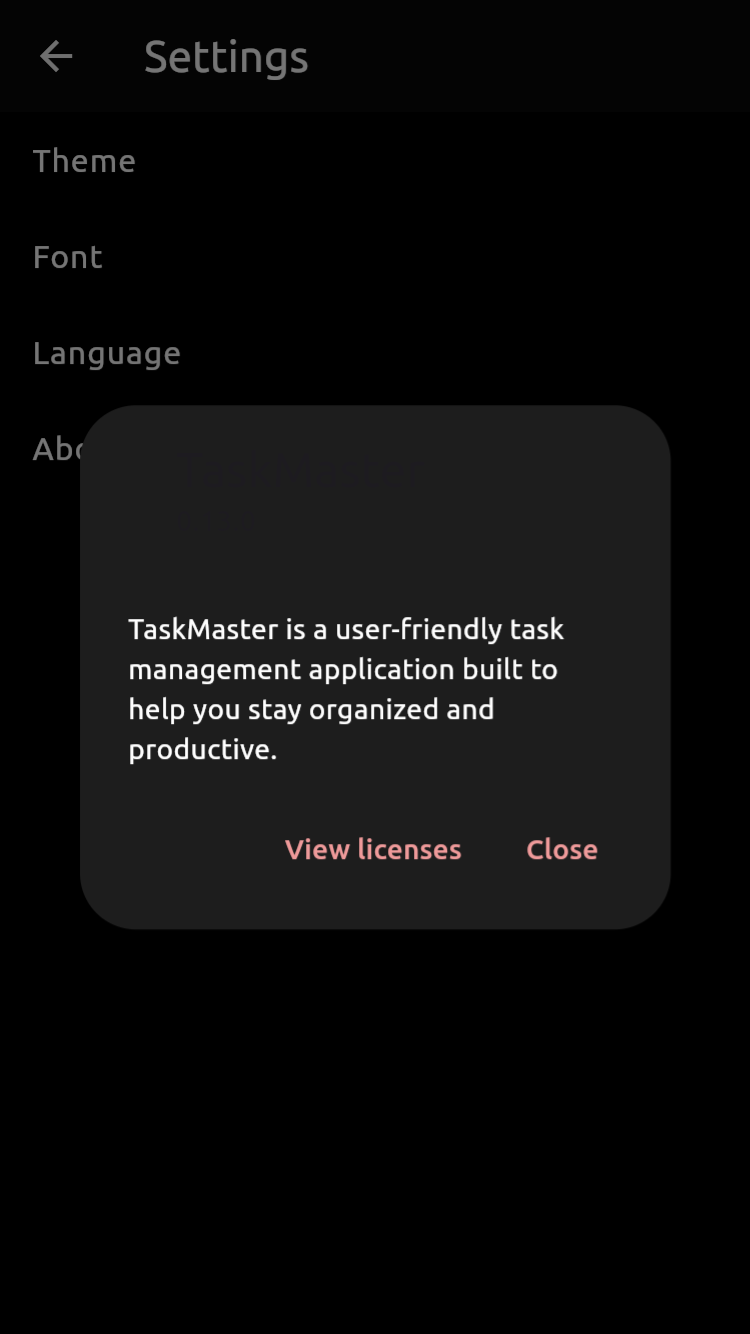 Settings
Theme
Font
Language
TaskMaster is a user-friendly task
management application built to
help you stay organized and
productive.
View licenses Close